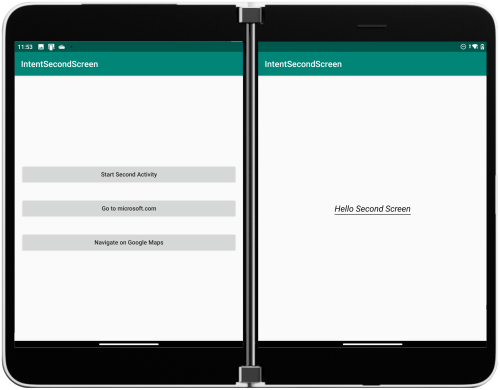 11:53
IntentSecondScreen
Start Second Activity
Go to microsoft.com
Navigate on Google Maps
IntentSecondScreen
Hello Second Screen